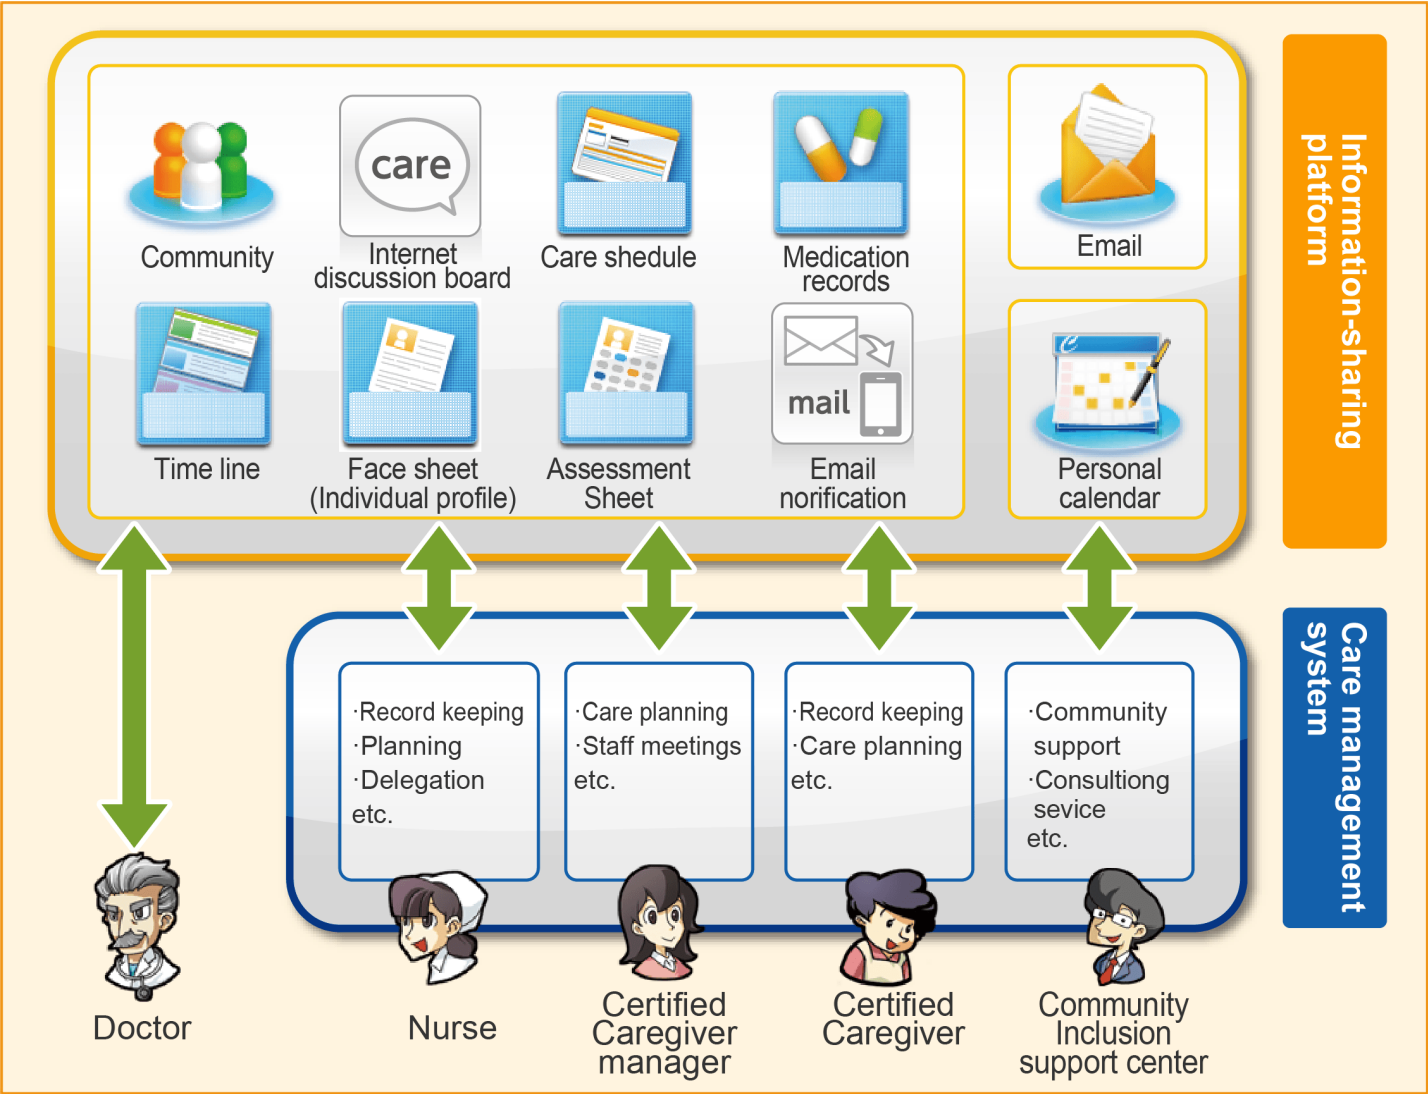 care
Community
Internet
discussion board
Care shedule
Medication
records
Email
mail
Time line
Face sheet
(Individual profile)
Assessment
Sheet
Email
norification
Personal
calendar
Information-sharing
platform
·Record keeping
·Planning
·Delegation
etc.
·Care planning
·Staff meetings
etc.
·Record keeping
·Care planning
etc.
·Community
support
·Consultiong
sevice
etc.
Care management
system
Doctor
Nurse
Certified
Caregiver
manager
Certified
Caregiver
Community
Inclusion
support center